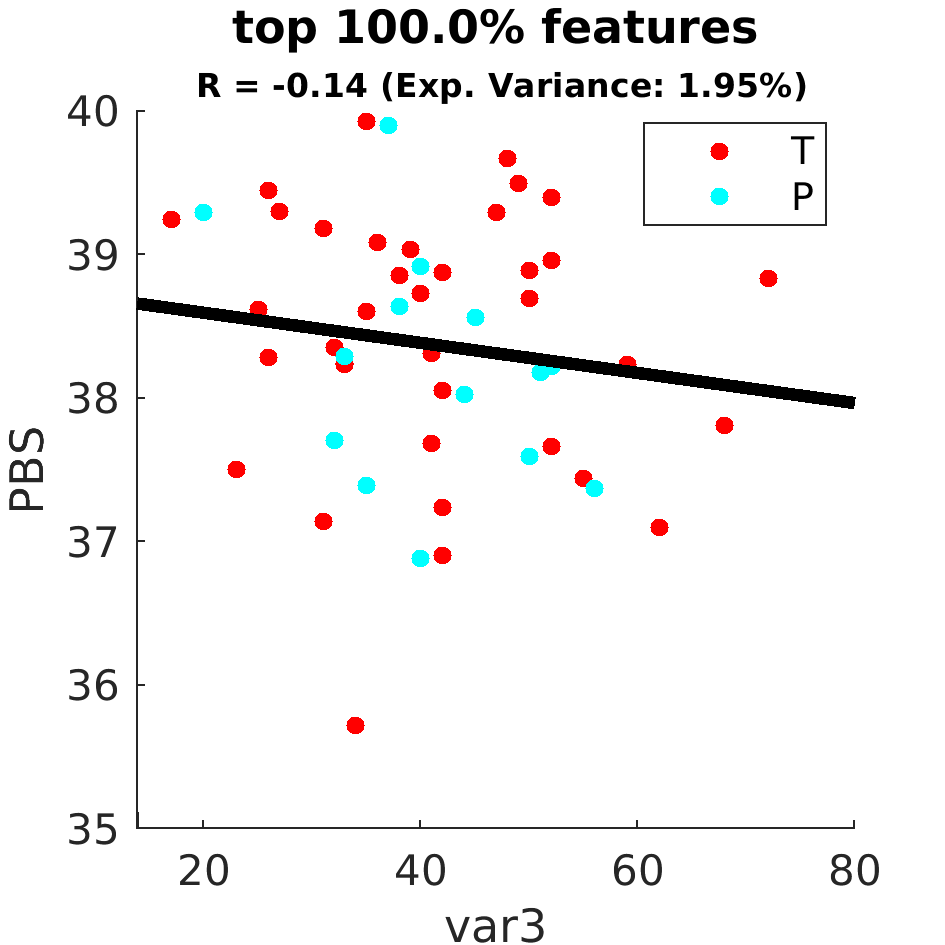 top 100.0% features
R = -0.14 (Exp. Variance: 1.95%)
40
39
38
37
36
35
PBS
T
P
20 40 60 80
var3